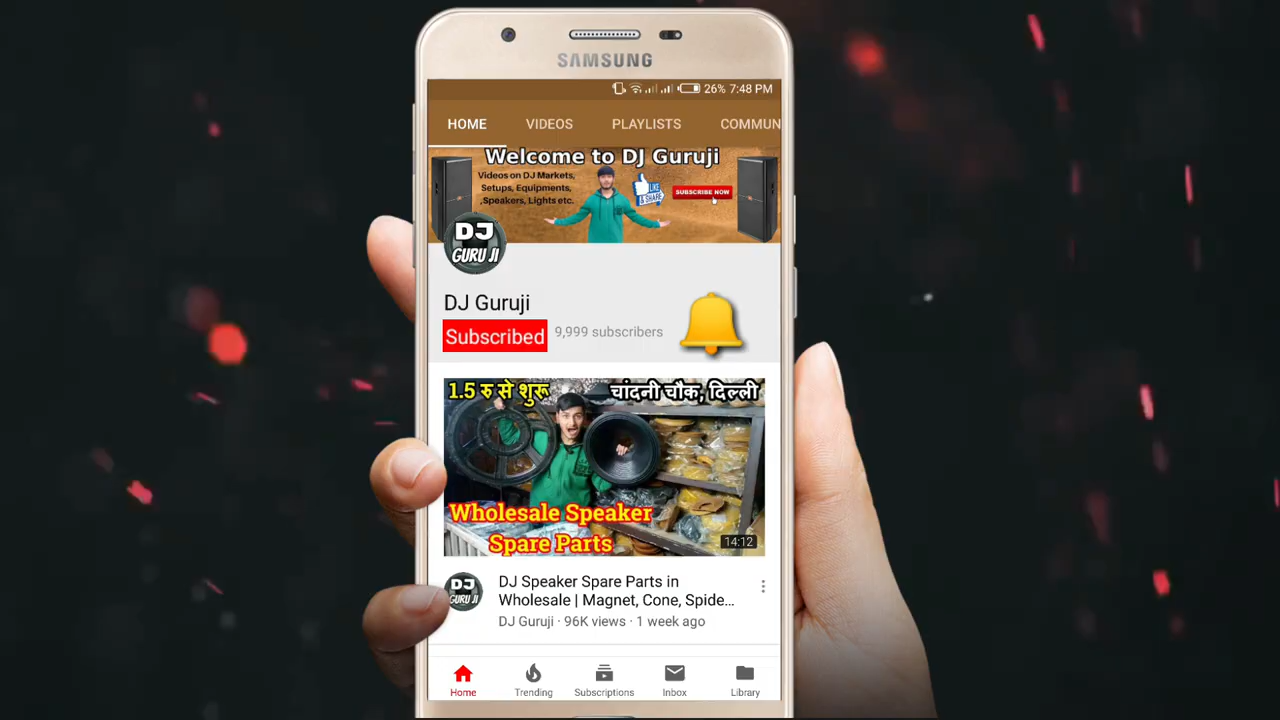 SAMSUNG
26% 7:48 PM
HOME VIDEOS PLAYLISTS COMMUN
Welcome to DJ Guruji
Videos on DJ Markets,
Setups, Equipments,
,Speakers, Lights etc.
LIKE
& SHARE
SUBSCRIBE NOW
DJ
GURU JI
DJ Guruji
Subscribed 9,999 subscribers
1.5 रु से शुरू चांदनी चौक, दिल्ली
Wholesale Speaker
Spare Parts
14:12
DJ
GURU JI
DJ Speaker Spare Parts in
Wholesale | Magnet, Cone, Spide...
DJ Guruji · 96K views · 1 week ago
Home Trending Subscriptions Inbox Library